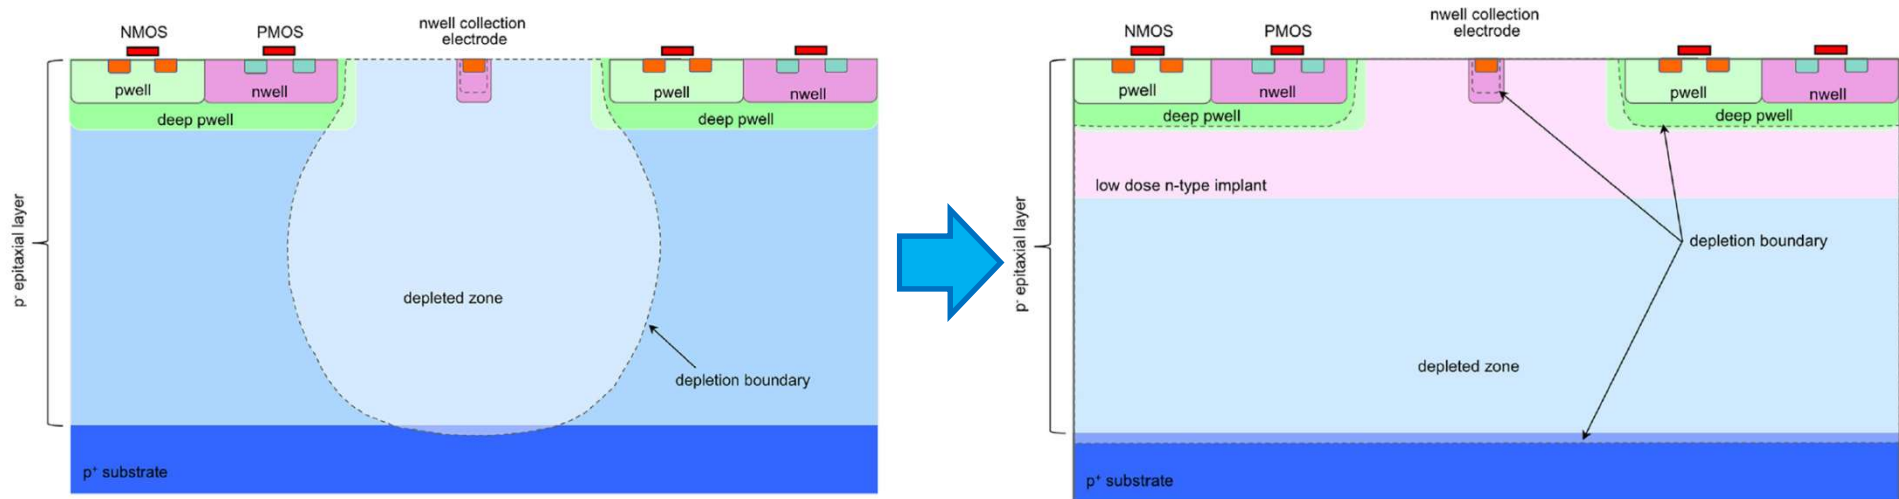 NMOS
PMOS
nwell collection
electrode
pwell
nwell
deep pwell
pwell
nwell
deep pwell
p⁻ epitaxial layer
depleted zone
depletion boundary
p⁺ substrate
nwell collection
electrode
NMOS
PMOS
pwell
nwell
deep pwell
pwell
nwell
deep pwell
low dose n-type implant
p⁻ epitaxial layer
depletion boundary
depleted zone
p⁺ substrate